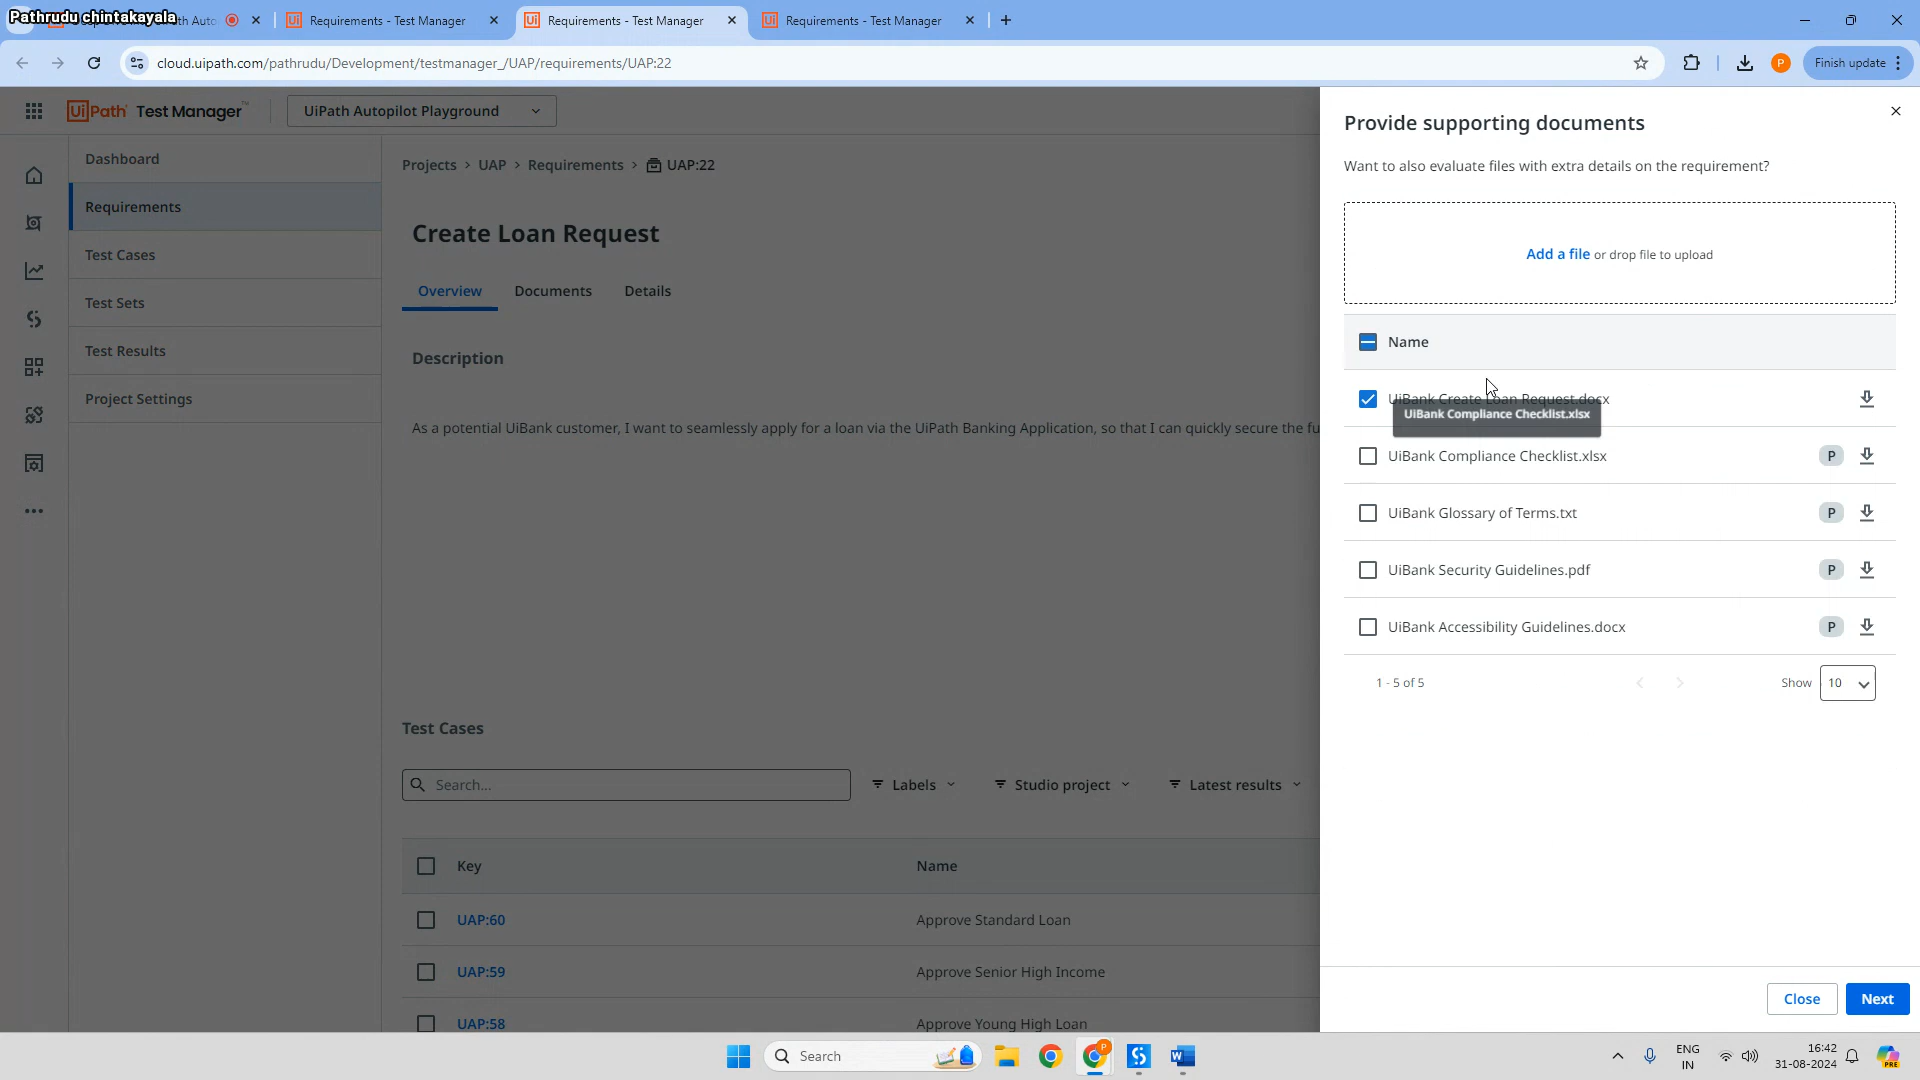 Pathrudu chintakayala
Requirements - Test Manager
Requirements - Test Manager
Requirements - Test Manager
cloud.uipath.com/pathrudu/Development/testmanager_/UAP/requirements/UAP:22
P
Finish update
UiPath Test Manager™
UiPath Autopilot Playground
Dashboard
Requirements
Test Cases
Test Sets
Test Results
Project Settings
Projects > UAP > Requirements > UAP:22
Create Loan Request
Overview
Documents
Details
Description
As a potential UiBank customer, I want to seamlessly apply for a loan via the UiPath Banking Application, so that I can quickly secure the fu
Test Cases
Search...
Labels
Studio project
Latest results
Key
Name
UAP:60
Approve Standard Loan
UAP:59
Approve Senior High Income
UAP:58
Approve Young High Loan
Provide supporting documents
Want to also evaluate files with extra details on the requirement?
Add a file or drop file to upload
Name
UiBank Create Loan Request.docx
UiBank Compliance Checklist.xlsx
UiBank Compliance Checklist.xlsx
P
UiBank Glossary of Terms.txt
P
UiBank Security Guidelines.pdf
P
UiBank Accessibility Guidelines.docx
P
1 - 5 of 5
Show
10
Close
Next
Search
ENG
IN
16:42
31-08-2024